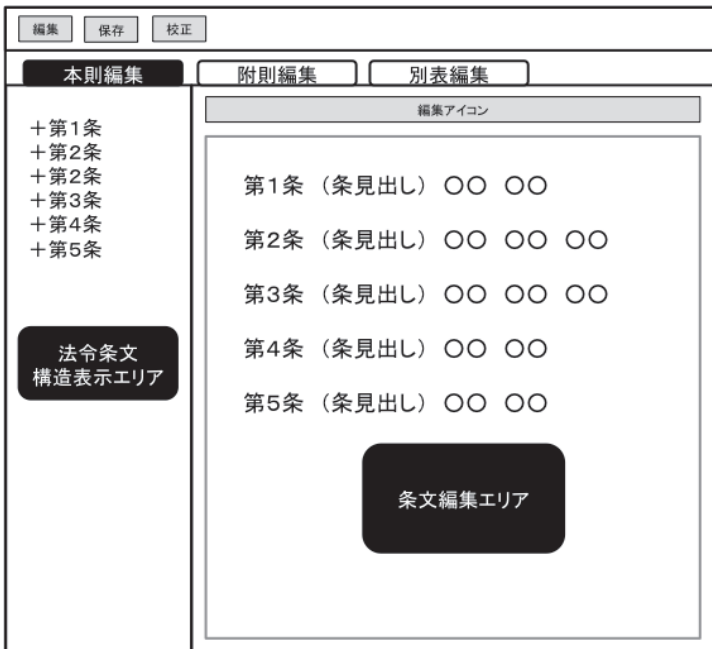 編集 保存 校正
本則編集 附則編集 別表編集
編集アイコン
＋第1条
＋第2条
＋第2条
＋第3条
＋第4条
＋第5条
法令条文
構造表示エリア
第1条 （条見出し） ○○ ○○
第2条 （条見出し） ○○ ○○ ○○
第3条 （条見出し） ○○ ○○ ○○
第4条 （条見出し） ○○ ○○
第5条 （条見出し） ○○ ○○
条文編集エリア